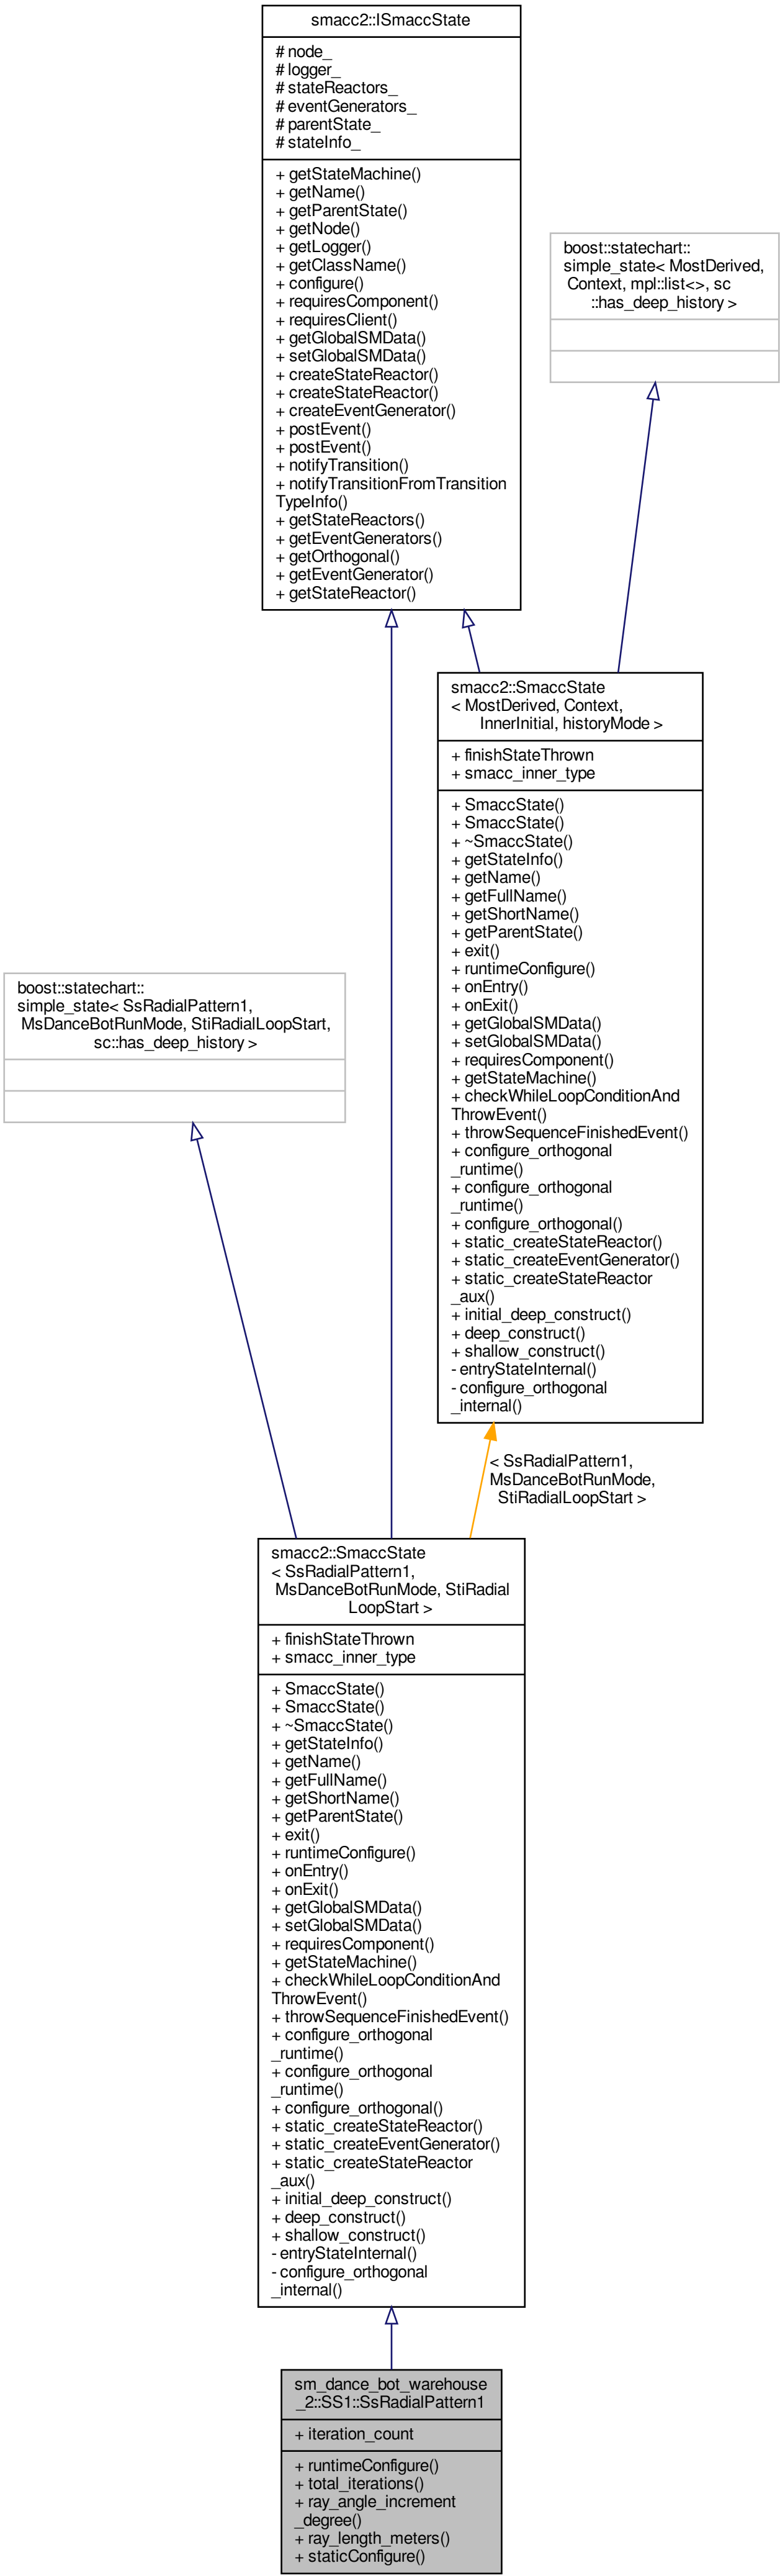 smacc2::ISmaccState
# node_
# logger_
# stateReactors_
# eventGenerators_
# parentState_
# stateInfo_
+ getStateMachine()
+ getName()
+ getParentState()
+ getNode()
+ getLogger()
+ getClassName()
+ configure()
+ requiresComponent()
+ requiresClient()
+ getGlobalSMData()
+ setGlobalSMData()
+ createStateReactor()
+ createStateReactor()
+ createEventGenerator()
+ postEvent()
+ postEvent()
+ notifyTransition()
+ notifyTransitionFromTransition
TypeInfo()
+ getStateReactors()
+ getEventGenerators()
+ getOrthogonal()
+ getEventGenerator()
+ getStateReactor()
boost::statechart::
simple_state< MostDerived,
Context, mpl::list<>, sc
::has_deep_history >
smacc2::SmaccState
< MostDerived, Context,
InnerInitial, historyMode >
+ finishStateThrown
+ smacc_inner_type
+ SmaccState()
+ SmaccState()
+ ~SmaccState()
+ getStateInfo()
+ getName()
+ getFullName()
+ getShortName()
+ getParentState()
+ exit()
+ runtimeConfigure()
+ onEntry()
+ onExit()
+ getGlobalSMData()
+ setGlobalSMData()
+ requiresComponent()
+ getStateMachine()
+ checkWhileLoopConditionAnd
ThrowEvent()
+ throwSequenceFinishedEvent()
+ configure_orthogonal
_runtime()
+ configure_orthogonal
_runtime()
+ configure_orthogonal()
+ static_createStateReactor()
+ static_createEventGenerator()
+ static_createStateReactor
_aux()
+ initial_deep_construct()
+ deep_construct()
+ shallow_construct()
- entryStateInternal()
- configure_orthogonal
_internal()
boost::statechart::
simple_state< SsRadialPattern1,
MsDanceBotRunMode, StiRadialLoopStart,
sc::has_deep_history >
< SsRadialPattern1,
MsDanceBotRunMode,
StiRadialLoopStart >
smacc2::SmaccState
< SsRadialPattern1,
MsDanceBotRunMode, StiRadial
LoopStart >
+ finishStateThrown
+ smacc_inner_type
+ SmaccState()
+ SmaccState()
+ ~SmaccState()
+ getStateInfo()
+ getName()
+ getFullName()
+ getShortName()
+ getParentState()
+ exit()
+ runtimeConfigure()
+ onEntry()
+ onExit()
+ getGlobalSMData()
+ setGlobalSMData()
+ requiresComponent()
+ getStateMachine()
+ checkWhileLoopConditionAnd
ThrowEvent()
+ throwSequenceFinishedEvent()
+ configure_orthogonal
_runtime()
+ configure_orthogonal
_runtime()
+ configure_orthogonal()
+ static_createStateReactor()
+ static_createEventGenerator()
+ static_createStateReactor
_aux()
+ initial_deep_construct()
+ deep_construct()
+ shallow_construct()
- entryStateInternal()
- configure_orthogonal
_internal()
sm_dance_bot_warehouse
_2::SS1::SsRadialPattern1
+ iteration_count
+ runtimeConfigure()
+ total_iterations()
+ ray_angle_increment
_degree()
+ ray_length_meters()
+ staticConfigure()